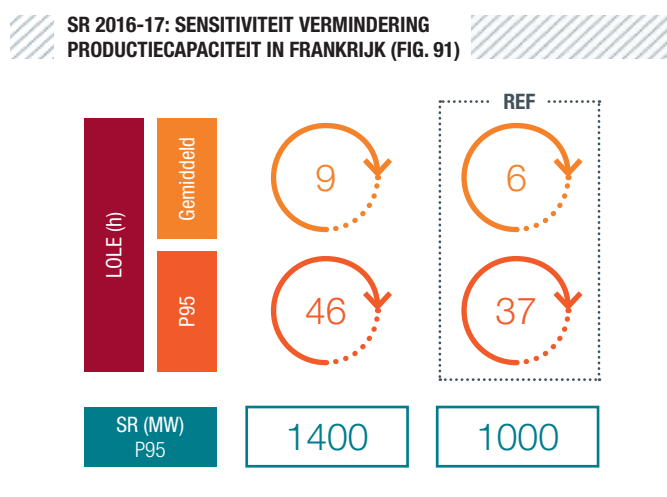 SR 2016-17: SENSITIVITEIT VERMINDERING
PRODUCTIECAPACITEIT IN FRANKRIJK (FIG. 91)
REF
LOLE (h)
Gemiddeld
9
6
P95
46
37
SR (MW)
P95
1400
1000